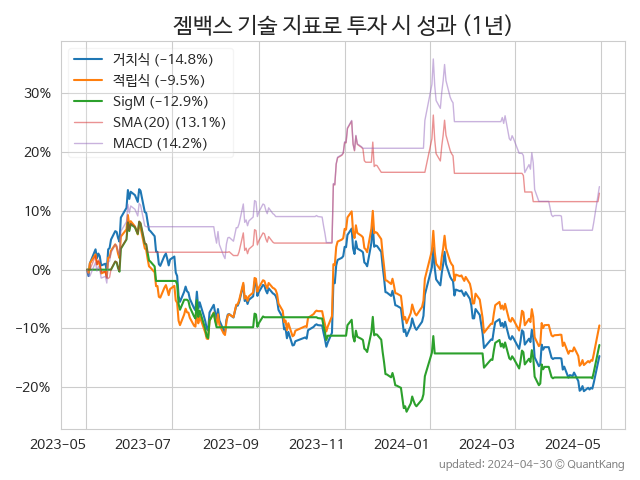 젬백스 기술 지표로 투자 시 성과 (1년)
거치식 (−14.8%)
적립식 (−9.5%)
SigM (−12.9%)
SMA(20) (13.1%)
MACD (14.2%)
30%
20%
10%
0%
−10%
−20%
2023−05 2023−07 2023−09 2023−11 2024−01 2024−03 2024−05
updated: 2024−04−30 © QuantKang